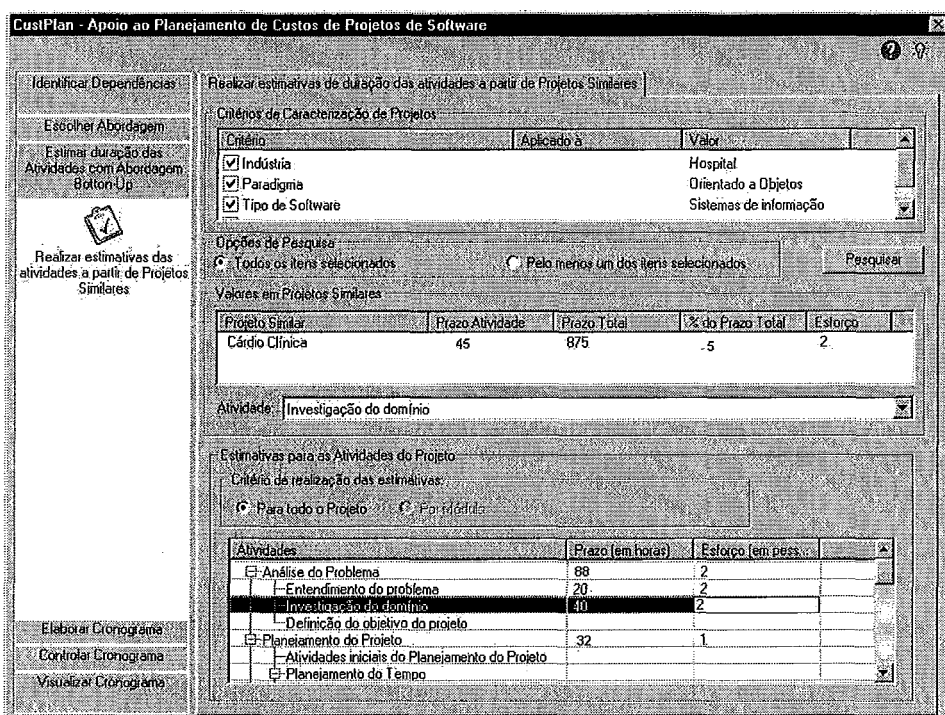 CustPlan - Apoio ao Planejamento de Custos de Projetos de Software
Identificar Dependências
Escolher Abordagem
Estimar duração das
Atividades com Abordagem
Bottom-Up
Realizar estimativas das
atividades a partir de Projetos
Similares
Elaborar Cronograma
Controlar Cronograma
Visualizar Cronograma
Realizar estimativas de duração das atividades a partir de Projetos Similares
Critérios de Caracterização de Projetos
Critério Aplicado a Valor
Indústria Hospital
Paradigma Orientado a Objetos
Tipo de Software Sistemas de informação
Opções de Pesquisa
Todos os itens selecionados Pelo menos um dos itens selecionados Pesquisar
Valores em Projetos Similares
Projeto Similar Prazo Atividade Prazo Total % do Prazo Total Esforço
Cárdio Clínica 45 875 5 2
Atividade: Investigação do domínio
Estimativas para as Atividades do Projeto
Critério de realização das estimativas:
Para todo o Projeto Por Módulo
Atividades Prazo (em horas) Esforço (em pess...
Análise do Problema 88 2
Entendimento do problema 20 2
Investigação do domínio 40 2
Definição do objetivo do projeto
Planejamento do Projeto 32 1
Atividades iniciais do Planejamento do Projeto
Planejamento do Tempo